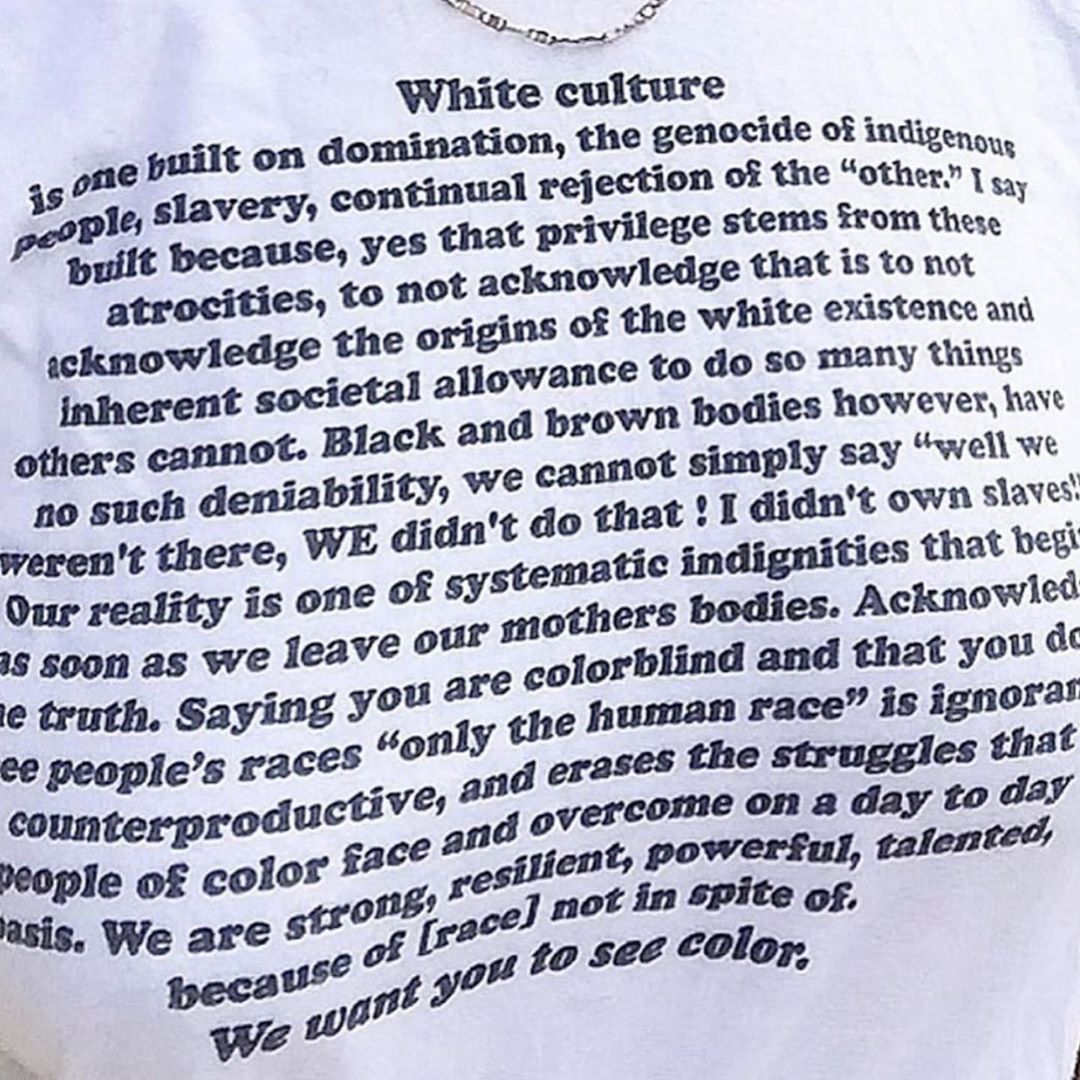 White culture
is one built on domination, the genocide of indigenous
people, slavery, continual rejection of the “other.” I say
built because, yes that privilege stems from these
atrocities, to not acknowledge that is to not
acknowledge the origins of the white existence and
inherent societal allowance to do so many things
others cannot. Black and brown bodies however, have
no such deniability, we cannot simply say “well we
weren't there, WE didn't do that ! I didn't own slaves!"
Our reality is one of systematic indignities that begi
as soon as we leave our mothers bodies. Acknowled
e truth. Saying you are colorblind and that you do
ee people’s races “only the human race” is ignoran
counterproductive, and erases the struggles that
people of color face and overcome on a day to day
basis. We are strong, resilient, powerful, talented,
because of [race] not in spite of.
We want you to see color.